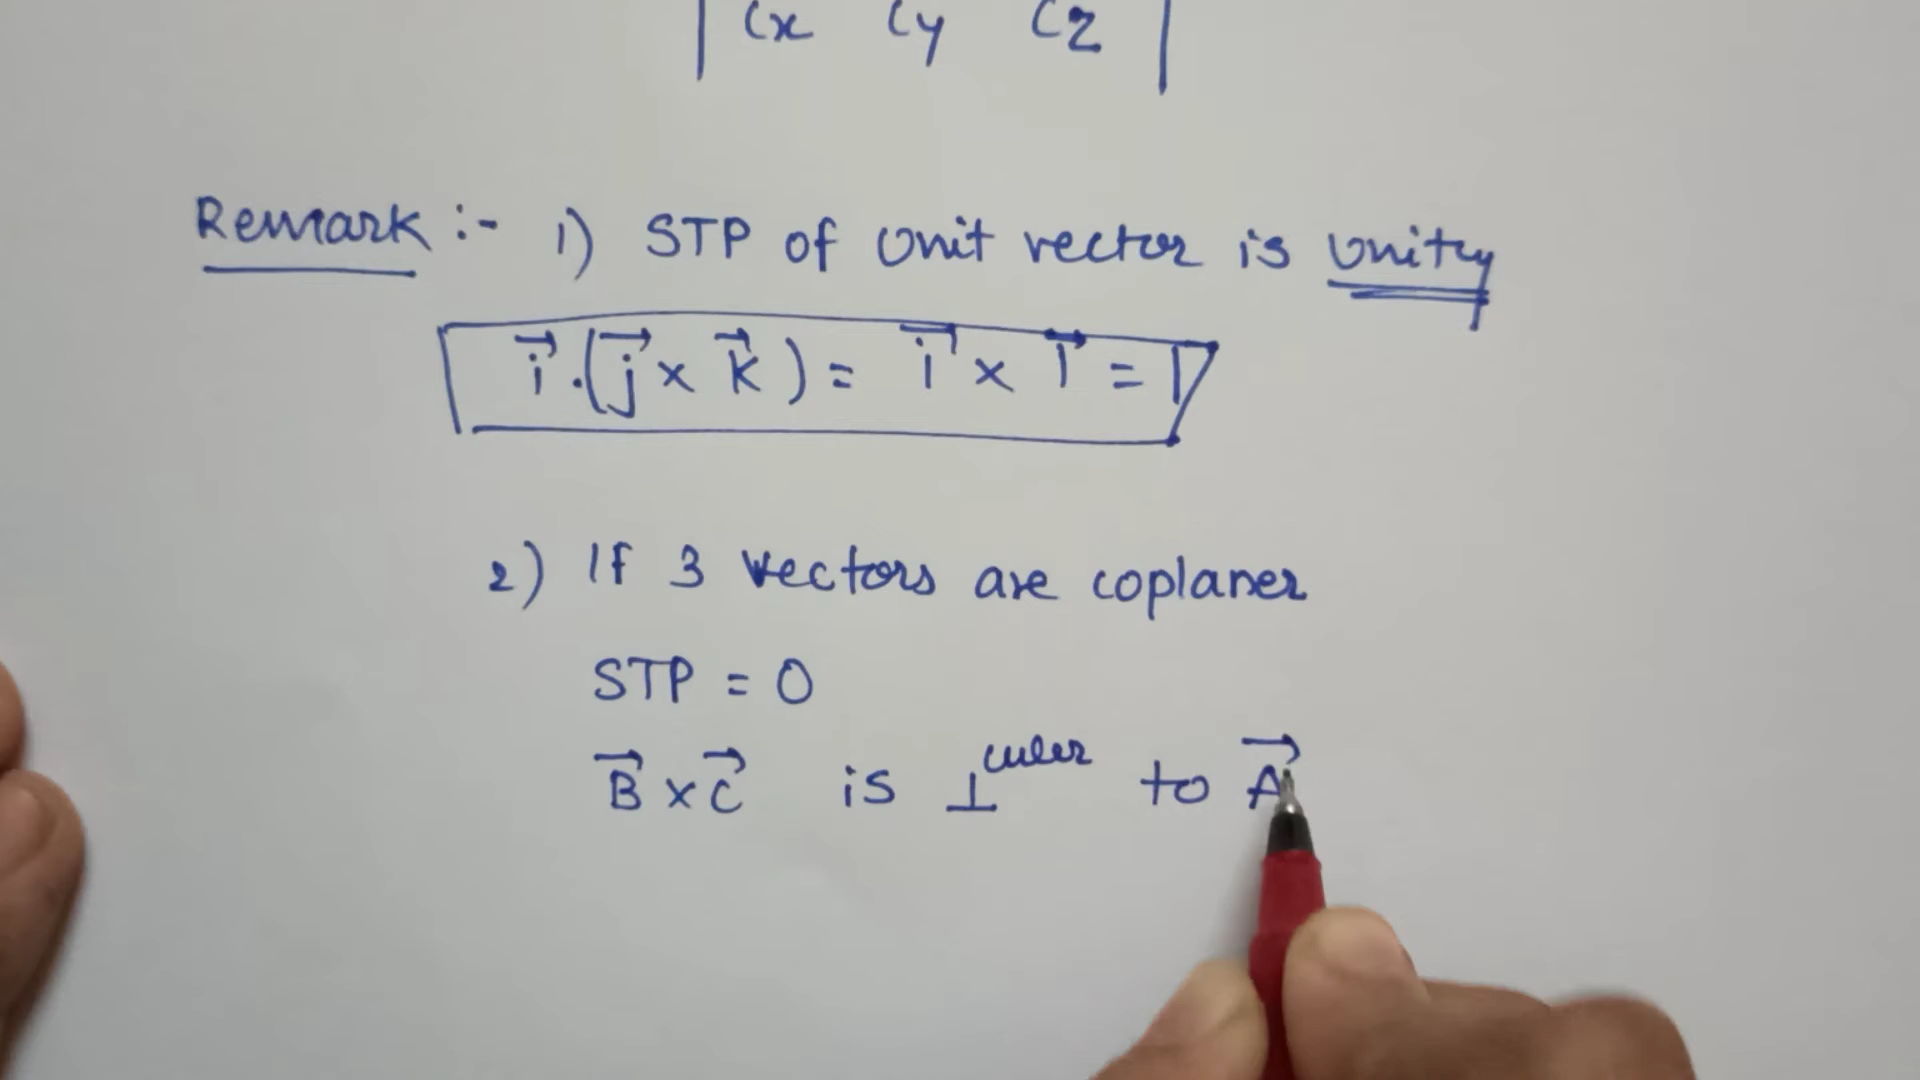 | Cx Cy Cz |
Remark :- 1) STP of Unit vector is Unity
i⃗ . ( j⃗ x k⃗ ) = i⃗ x i⃗ = 1
2) If 3 vectors are coplaner
STP = 0
B⃗ x C⃗ is ⊥culer to A⃗